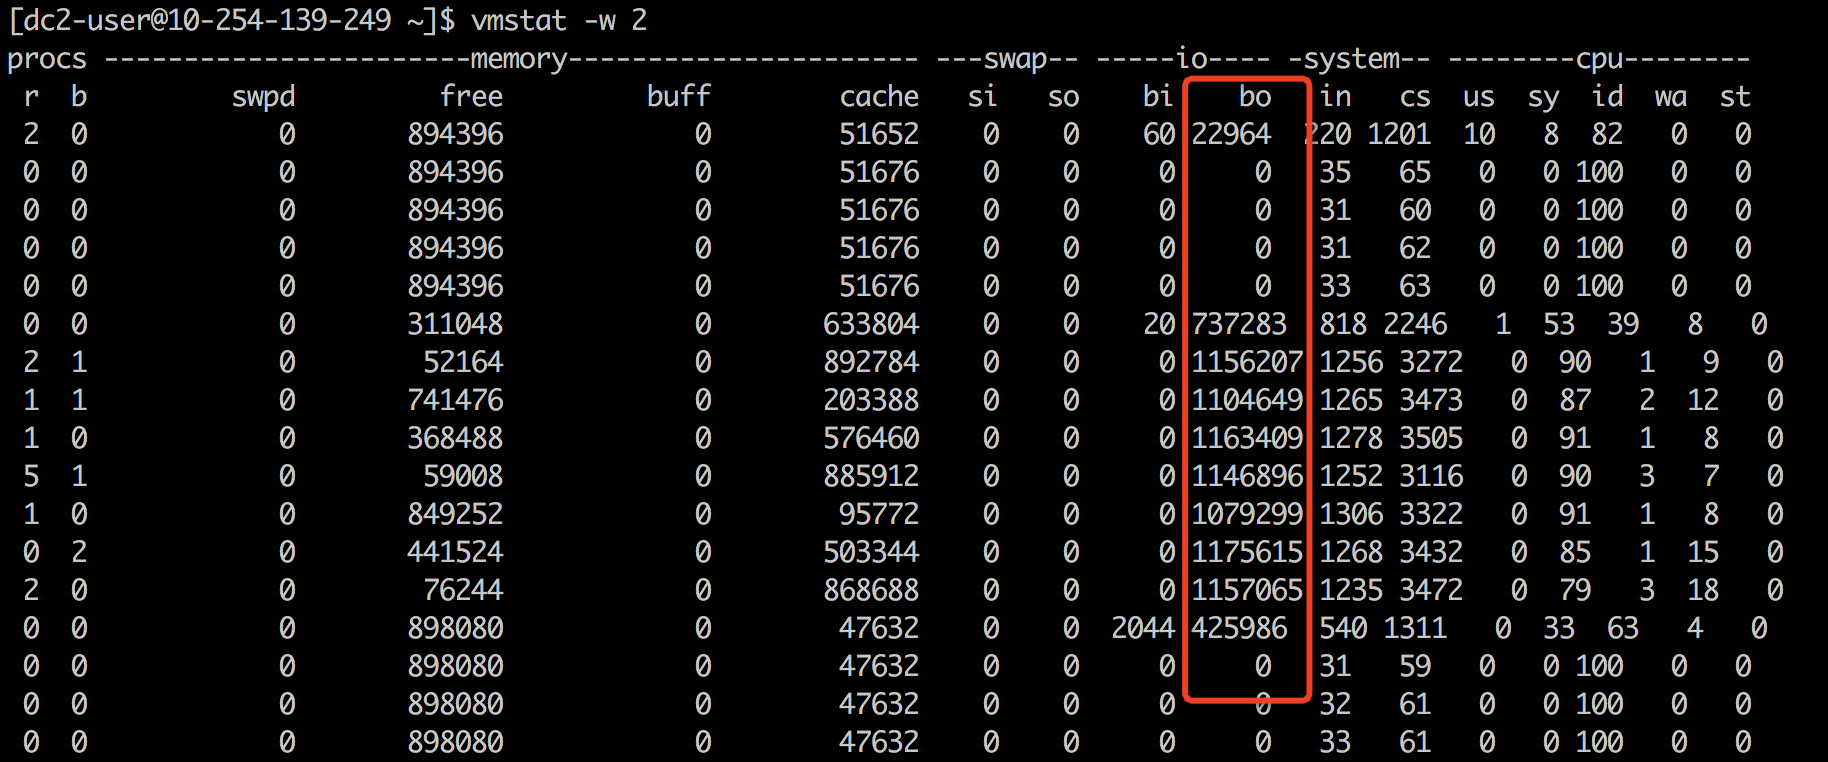 [dc2-user@10-254-139-249 ~]$ vmstat -w 2
procs -----------------------memory---------------------- ---swap-- -----io---- -system-- --------cpu--------
 r  b         swpd         free         buff        cache   si   so    bi    bo   in   cs  us  sy  id  wa  st
 2  0            0       894396            0        51652    0    0    60 22964  220 1201  10   8  82   0   0
 0  0            0       894396            0        51676    0    0     0     0   35   65   0   0 100   0   0
 0  0            0       894396            0        51676    0    0     0     0   31   60   0   0 100   0   0
 0  0            0       894396            0        51676    0    0     0     0   31   62   0   0 100   0   0
 0  0            0       894396            0        51676    0    0     0     0   33   63   0   0 100   0   0
 0  0            0       311048            0       633804    0    0    20 737283  818 2246   1  53  39   8   0
 2  1            0        52164            0       892784    0    0     0 1156207 1256 3272   0  90   1   9   0
 1  1            0       741476            0       203388    0    0     0 1104649 1265 3473   0  87   2  12   0
 1  0            0       368488            0       576460    0    0     0 1163409 1278 3505   0  91   1   8   0
 5  1            0        59008            0       885912    0    0     0 1146896 1252 3116   0  90   3   7   0
 1  0            0       849252            0        95772    0    0     0 1079299 1306 3322   0  91   1   8   0
 0  2            0       441524            0       503344    0    0     0 1175615 1268 3432   0  85   1  15   0
 2  0            0        76244            0       868688    0    0     0 1157065 1235 3472   0  79   3  18   0
 0  0            0       898080            0        47632    0    0  2044 425986  540 1311   0  33  63   4   0
 0  0            0       898080            0        47632    0    0     0     0   31   59   0   0 100   0   0
 0  0            0       898080            0        47632    0    0     0     0   32   61   0   0 100   0   0
 0  0            0       898080            0        47632    0    0     0     0   33   61   0   0 100   0   0